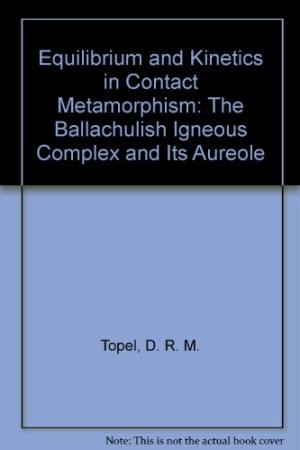 Equilibrium and Kinetics in Contact
Metamorphism: The Ballachulish Igneous
Complex and Its Aureole
Topel, D. R. M.
Note: This is not the actual book cover